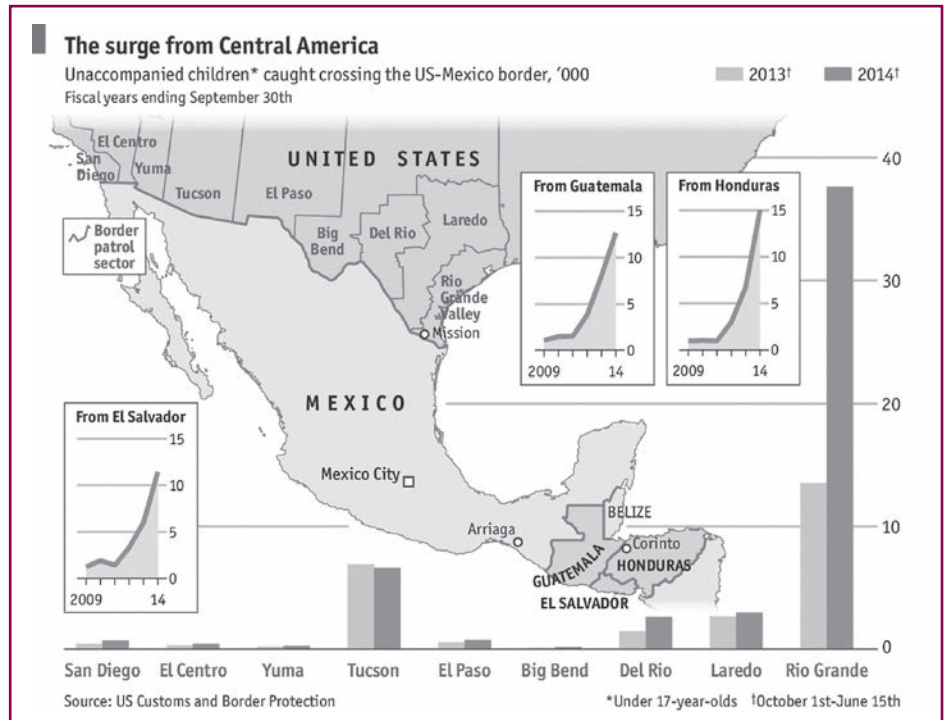 The surge from Central America
Unaccompanied children* caught crossing the US-Mexico border, ’000
Fiscal years ending September 30th
2013†
2014†
El Centro
San
Diego
Yuma
Tucson
El Paso
UNITED STATES
Big
Bend
Del Rio
Laredo
Rio
Grande
Valley
Mission
Border
patrol
sector
From Guatemala
15
10
5
0
2009
14
From Honduras
15
10
5
0
2009
14
40
30
20
10
0
MEXICO
Mexico City
Arriaga
BELIZE
Corinto
GUATEMALA
HONDURAS
EL SALVADOR
From El Salvador
15
10
5
0
2009
14
San Diego
El Centro
Yuma
Tucson
El Paso
Big Bend
Del Rio
Laredo
Rio Grande
Source: US Customs and Border Protection
*Under 17-year-olds †October 1st-June 15th